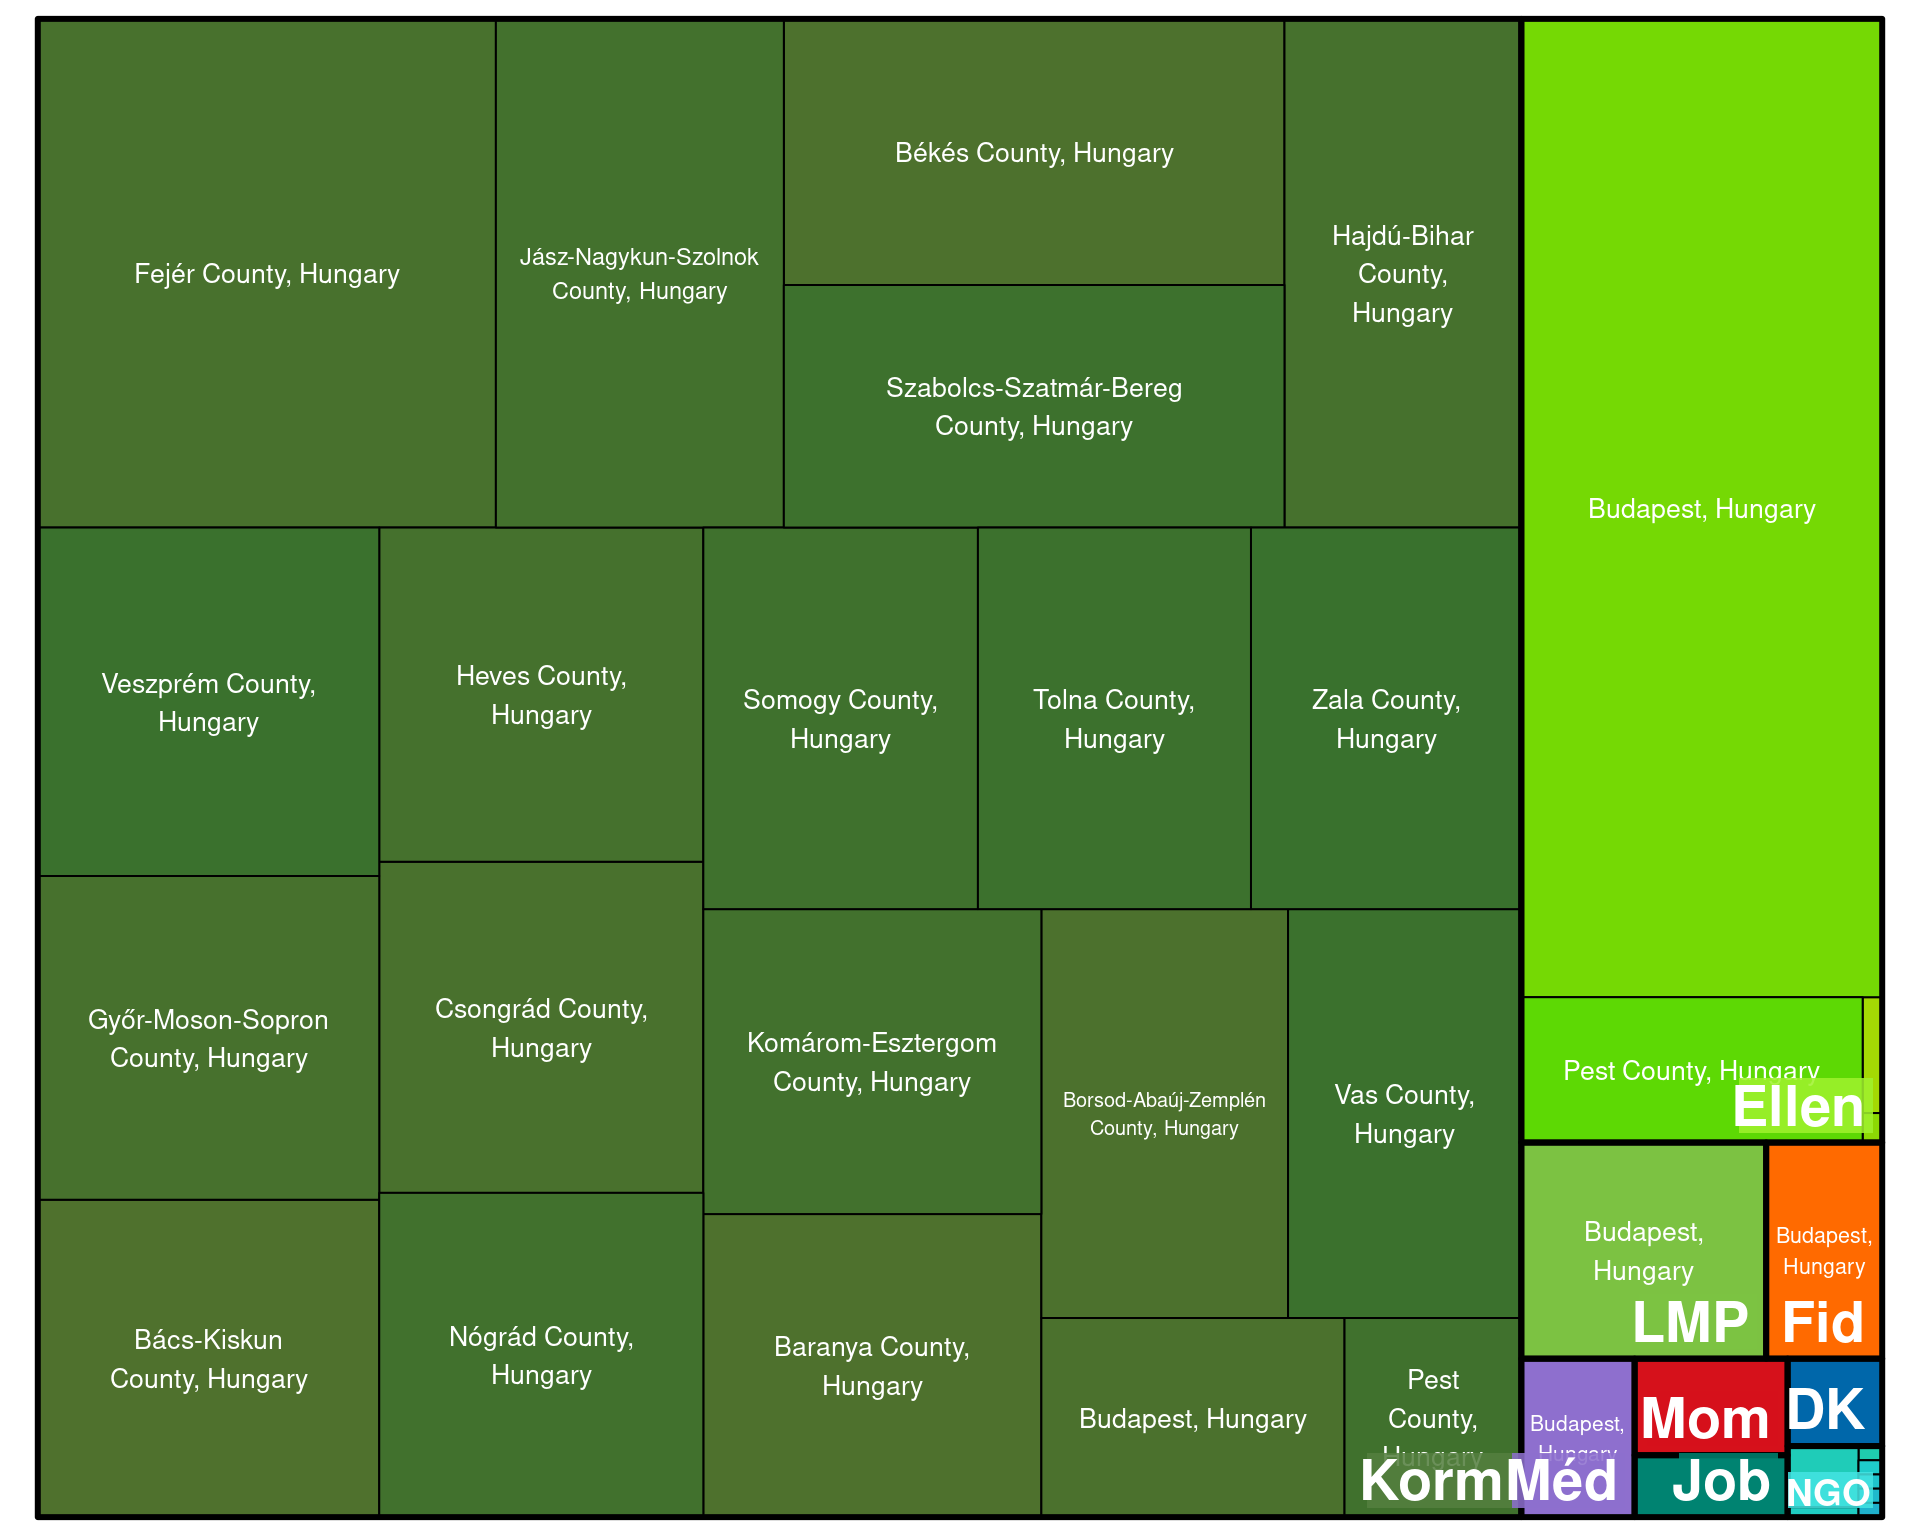 Fejér County, Hungary
Jász-Nagykun-Szolnok
County, Hungary
Békés County, Hungary
Szabolcs-Szatmár-Bereg
County, Hungary
Hajdú-Bihar
County,
Hungary
Budapest, Hungary
Veszprém County,
Hungary
Heves County,
Hungary
Somogy County,
Hungary
Tolna County,
Hungary
Zala County,
Hungary
Győr-Moson-Sopron
County, Hungary
Csongrád County,
Hungary
Komárom-Esztergom
County, Hungary
Borsod-Abaúj-Zemplén
County, Hungary
Vas County,
Hungary
Pest County, Hungary
Ellen
Bács-Kiskun
County, Hungary
Nógrád County,
Hungary
Baranya County,
Hungary
Budapest, Hungary
Pest
County,
Hungary
Korm
Budapest,
Hungary
LMP
Budapest,
Hungary
Fid
Budapest,
Hungary
Méd
Mom
DK
Job
NGO